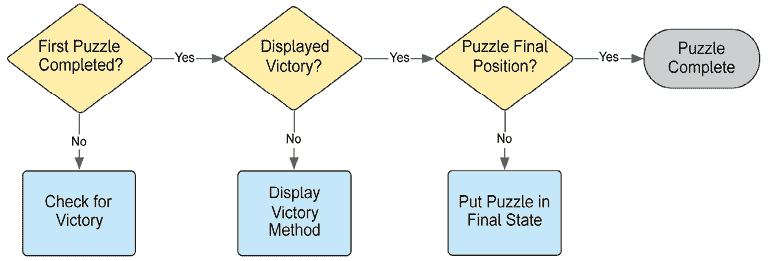 First Puzzle
Completed?
Yes
Displayed
Victory?
Yes
Puzzle Final
Position?
Yes
Puzzle
Complete
No
No
No
Check for
Victory
Display
Victory
Method
Put Puzzle in
Final State